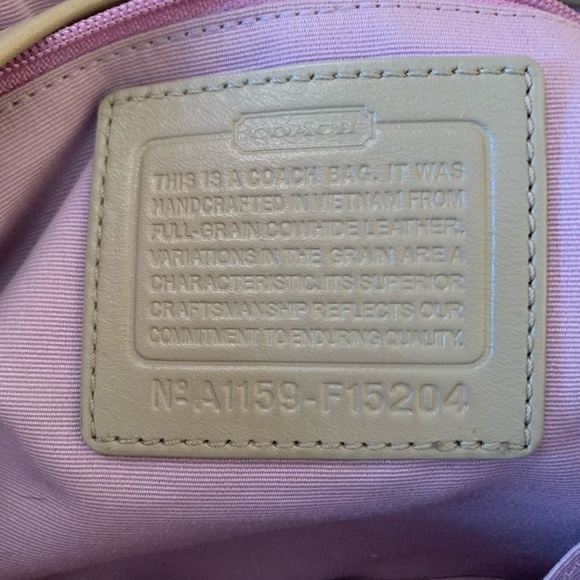 COACH
THIS IS A COACH BAG. IT WAS
HANDCRAFTED IN VIETNAM FROM
FULL-GRAIN COWHIDE LEATHER.
VARIATIONS IN THE GRAIN ARE A
CHARACTERISTIC. ITS SUPERIOR
CRAFTSMANSHIP REFLECTS OUR
COMMITMENT TO ENDURING QUALITY.
Nº A1159-F15204